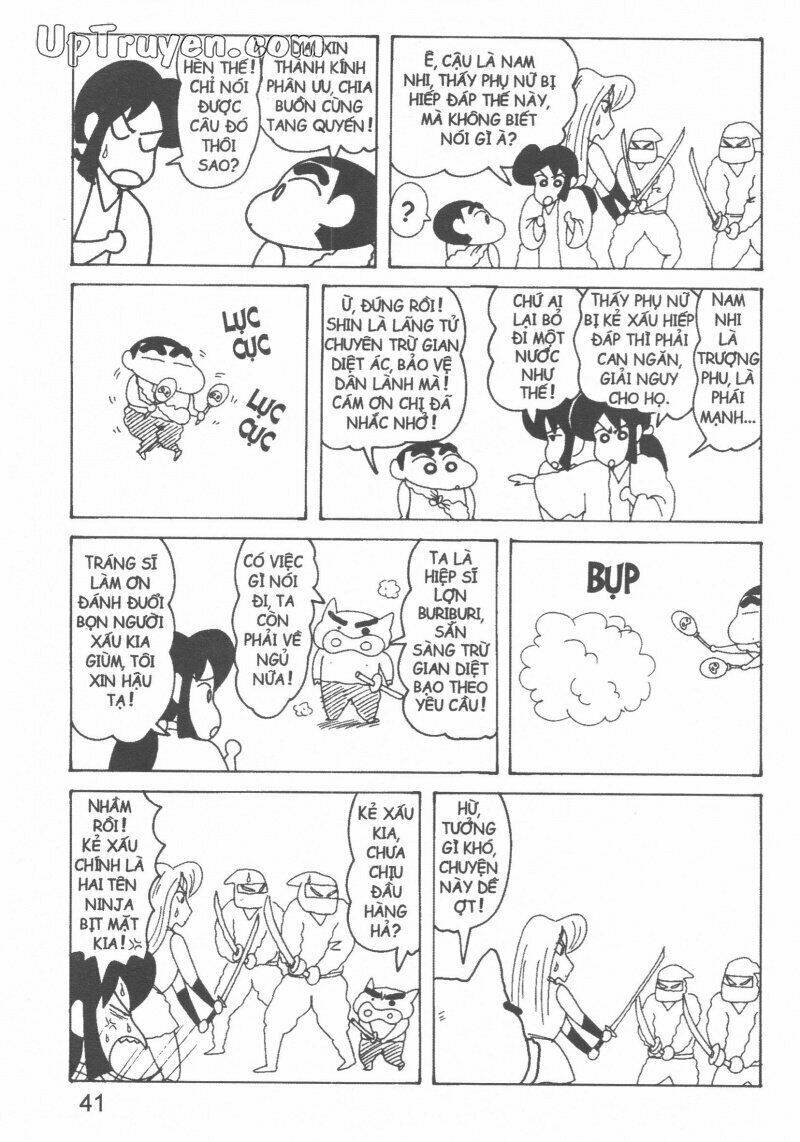 UpTruyen.com
Ê, CẬU LÀ NAM
NHI, THẤY PHỤ NỮ BỊ
HIẾP ĐÁP THẾ NÀY,
MÀ KHÔNG BIẾT
NÓI GÌ À?
?
XIN
THÀNH KÍNH
PHÂN ƯU, CHIA
BUỒN CÙNG
TANG QUYẾN!
HÈN THẾ!
CHỈ NÓI
ĐƯỢC
CÂU ĐÓ
THÔI
SAO?
NAM
NHI
LÀ
TRƯỢNG
PHU, LÀ
PHÁI
MẠNH...
THẤY PHỤ NỮ
BỊ KẺ XẤU HIẾP
ĐÁP THÌ PHẢI
CAN NGĂN,
GIẢI NGUY
CHO HỌ.
CHỨ AI
LẠI BỎ
ĐI MỘT
NƯỚC
NHƯ
THẾ!
Ừ, ĐÚNG RỒI!
SHIN LÀ LÃNG TỬ
CHUYÊN TRỪ GIAN
DIỆT ÁC, BẢO VỆ
DÂN LÀNH MÀ!
CÁM ƠN CHỊ ĐÃ
NHẮC NHỞ!
LỤC
CỤC
LỤC
CỤC
BỤP
TA LÀ
HIỆP SĨ
LỢN
BURIBURI,
SẴN
SÀNG TRỪ
GIAN DIỆT
BẠO THEO
YÊU CẦU!
CÓ VIỆC
GÌ NÓI
ĐI, TA
CÒN
PHẢI VỀ
NGỦ
NỮA!
TRÁNG SĨ
LÀM ƠN
ĐÁNH ĐUỔI
BỌN NGƯỜI
XẤU KIA
GIÙM, TÔI
XIN HẬU
TẠ!
HỪ,
TƯỞNG
GÌ KHÓ,
CHUYỆN
NÀY DỄ
ỢT!
KẺ XẤU
KIA,
CHƯA
CHỊU
ĐẦU
HÀNG
HẢ?
NHẦM
RỒI!
KẺ XẤU
CHÍNH LÀ
HAI TÊN
NINJA
BỊT MẶT
KIA!
41